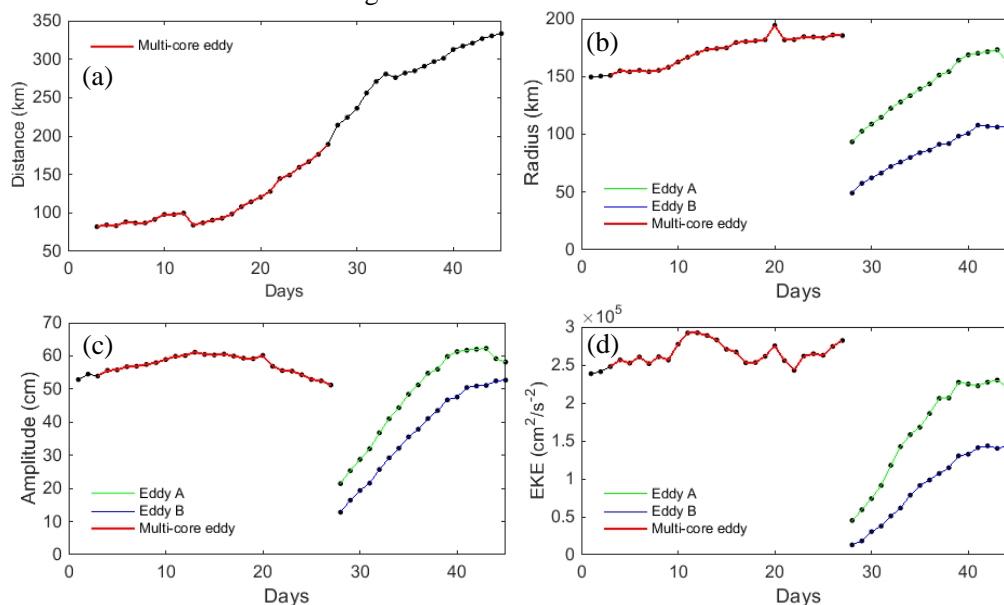 (a)
Distance (km)
350
300
250
200
150
100
50
Multi-core eddy
0
10
20
30
40
Days
(b)
Radius (km)
200
150
100
50
0
Eddy A
Eddy B
Multi-core eddy
0
10
20
30
40
Days
(c)
Amplitude (cm)
70
60
50
40
30
20
10
0
Eddy A
Eddy B
Multi-core eddy
0
10
20
30
40
Days
(d)
EKE (cm²/s⁻²)
×10⁵
3
2.5
2
1.5
1
0.5
0
Eddy A
Eddy B
Multi-core eddy
0
10
20
30
40
Days